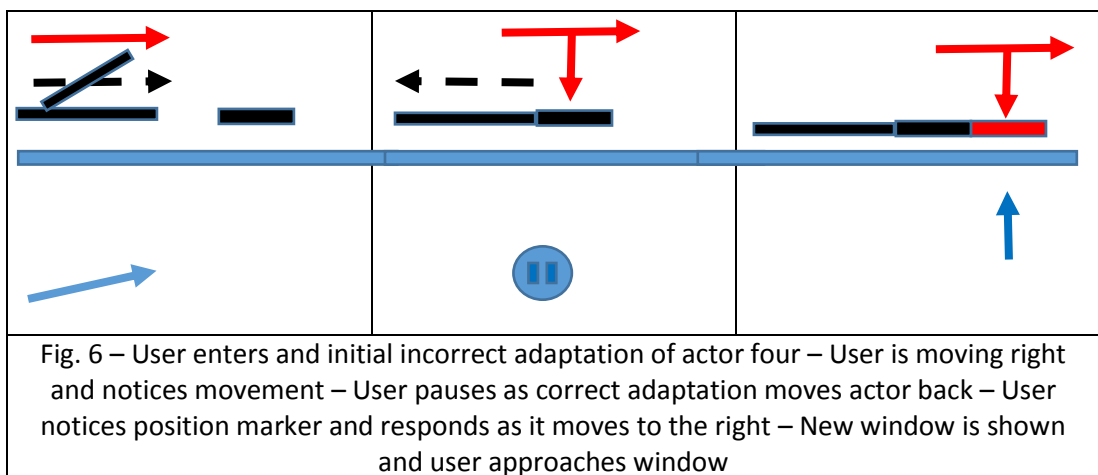 Fig. 6 – User enters and initial incorrect adaptation of actor four – User is moving right
and notices movement – User pauses as correct adaptation moves actor back – User
notices position marker and responds as it moves to the right – New window is shown
and user approaches window